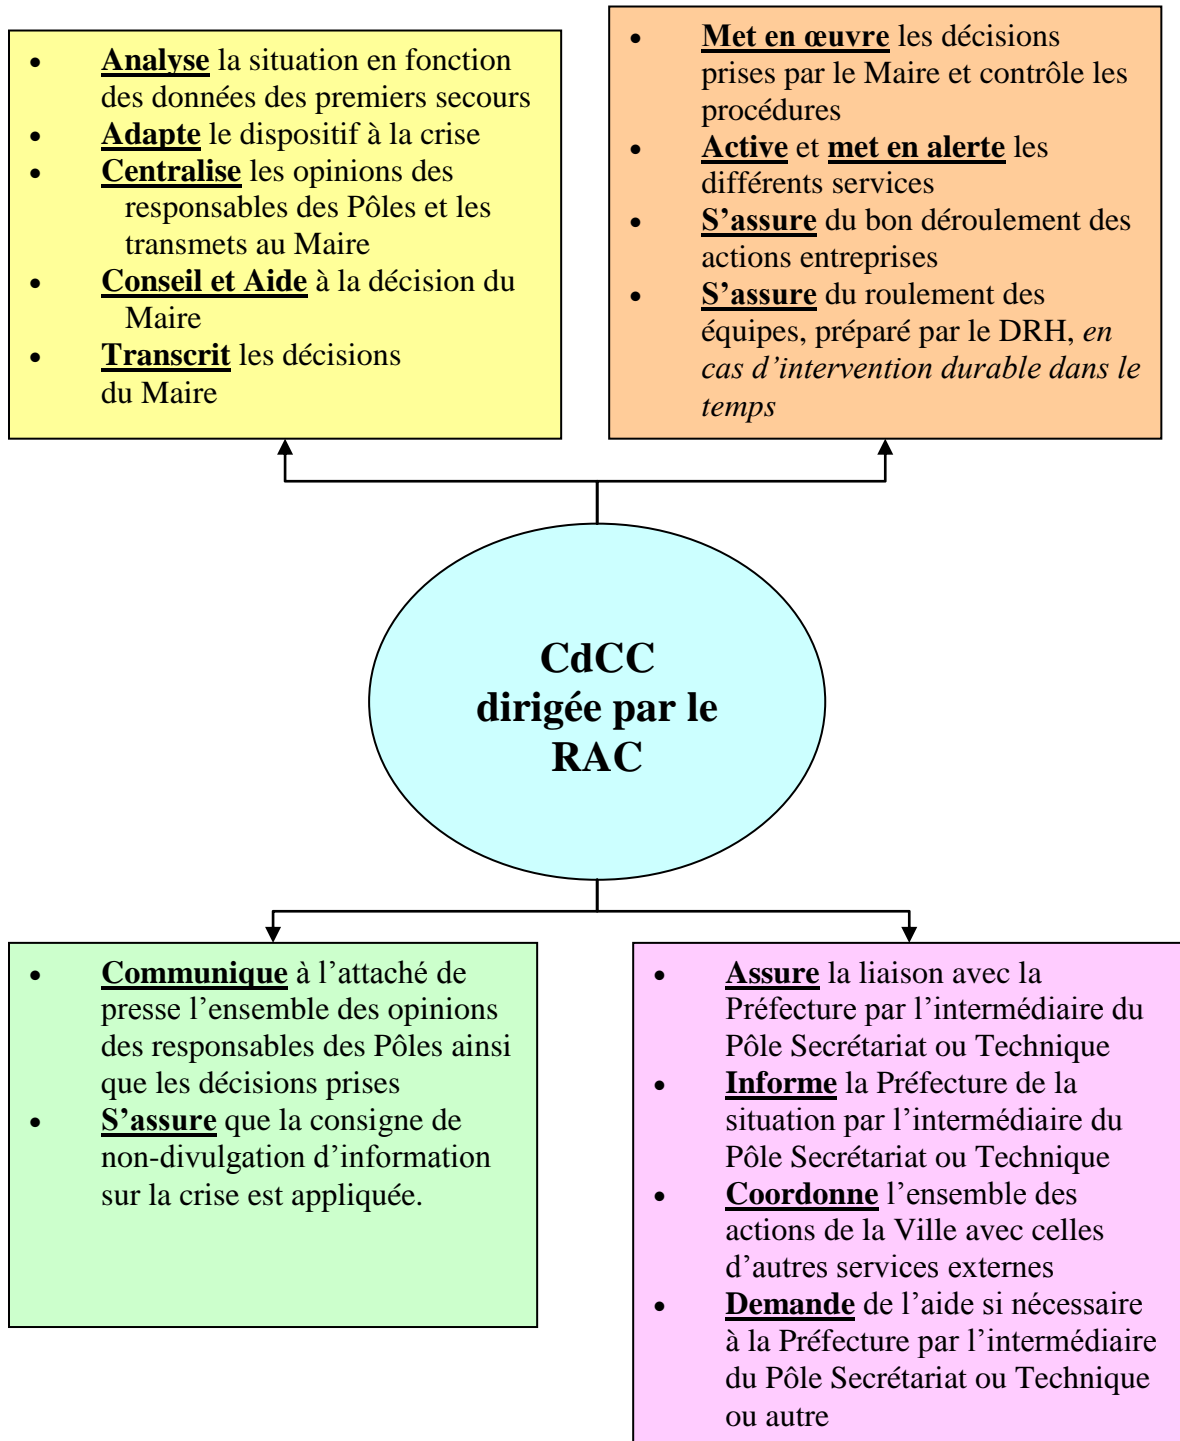 • Analyse la situation en fonction
des données des premiers secours
• Adapte le dispositif à la crise
• Centralise les opinions des
responsables des Pôles et les
transmets au Maire
• Conseil et Aide à la décision du
Maire
• Transcrit les décisions
du Maire
• Met en œuvre les décisions
prises par le Maire et contrôle les
procédures
• Active et met en alerte les
différents services
• S’assure du bon déroulement des
actions entreprises
• S’assure du roulement des
équipes, préparé par le DRH, en
cas d’intervention durable dans le
temps
CdCC
dirigée par le
RAC
• Communique à l’attaché de
presse l’ensemble des opinions
des responsables des Pôles ainsi
que les décisions prises
• S’assure que la consigne de
non-divulgation d’information
sur la crise est appliquée.
• Assure la liaison avec la
Préfecture par l’intermédiaire du
Pôle Secrétariat ou Technique
• Informe la Préfecture de la
situation par l’intermédiaire du
Pôle Secrétariat ou Technique
• Coordonne l’ensemble des
actions de la Ville avec celles
d’autres services externes
• Demande de l’aide si nécessaire
à la Préfecture par l’intermédiaire
du Pôle Secrétariat ou Technique
ou autre